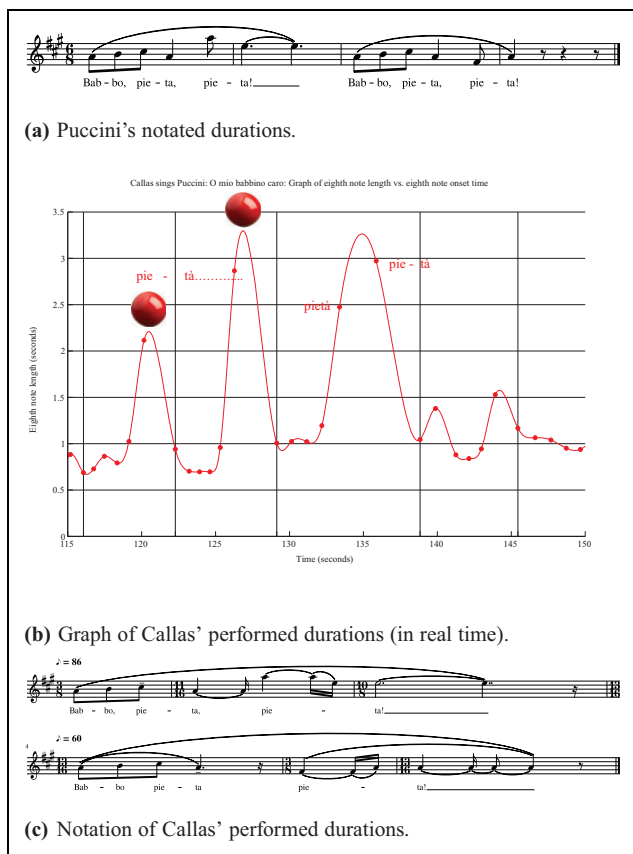 6 8
Bab - bo, pie - ta, pie - ta!
Bab - bo, pie - ta, pie - ta!
(a) Puccini's notated durations.
Callas sings Puccini: O mio babbino caro: Graph of eighth note length vs. eighth note onset time
3.5
3
pie - tà............
pie - tà
2.5
pietà
2
Eighth note length (seconds)
1.5
1
0.5
0
115 120 125 130 135 140 145 150
Time (seconds)
(b) Graph of Callas' performed durations (in real time).
♪ = 86
Bab - bo, pie - ta, pie - ta!
4
♪ = 60
Bab - bo pie - ta pie - ta!
(c) Notation of Callas' performed durations.